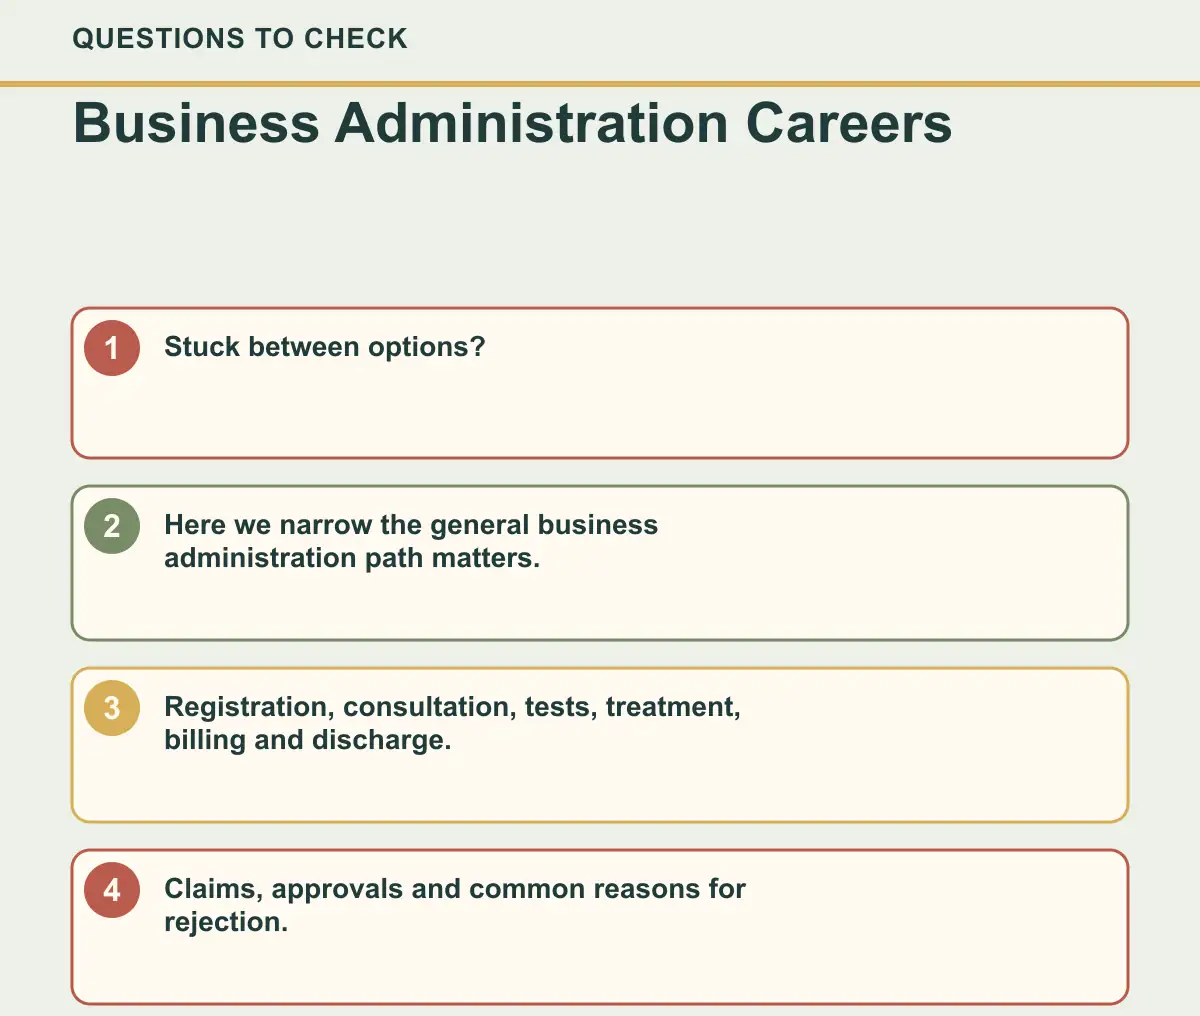 QUESTIONS TO CHECK
Business Administration Careers
1
Stuck between options?
2
Here we narrow the general business
administration path matters.
3
Registration, consultation, tests, treatment,
billing and discharge.
4
Claims, approvals and common reasons for
rejection.